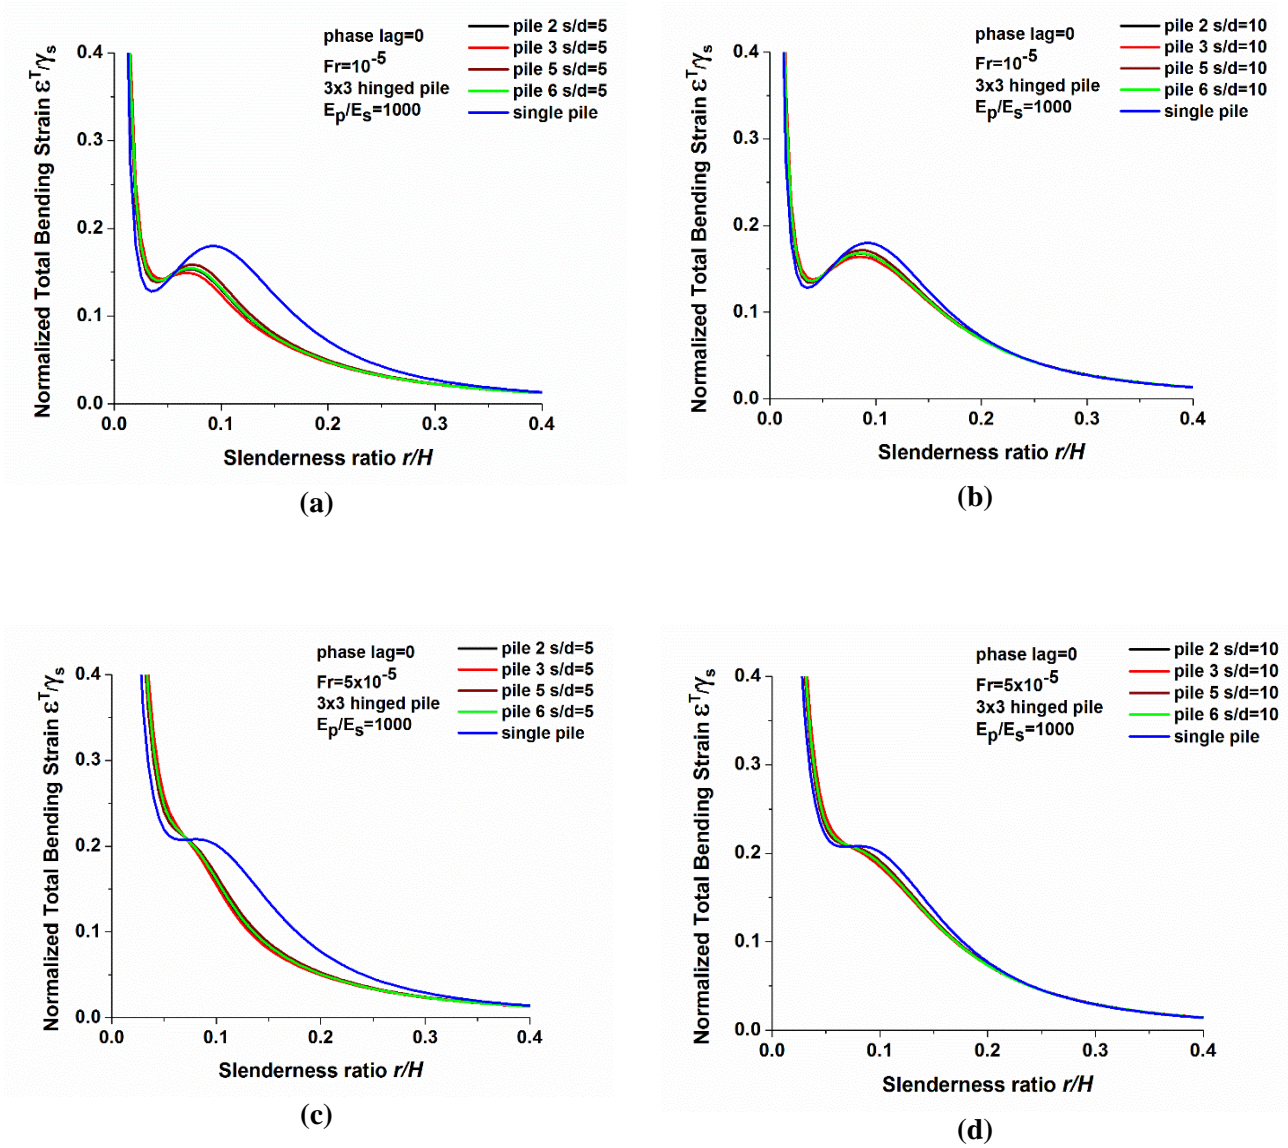 phase lag=0
Fr=10⁻⁵
3x3 hinged pile
Eₚ/Eₛ=1000
pile 2 s/d=5
pile 3 s/d=5
pile 5 s/d=5
pile 6 s/d=5
single pile
Normalized Total Bending Strain εᵀ/γₛ
0.4
0.3
0.2
0.1
0.0
0.0 0.1 0.2 0.3 0.4
Slenderness ratio r/H
(a)
phase lag=0
Fr=10⁻⁵
3x3 hinged pile
Eₚ/Eₛ=1000
pile 2 s/d=10
pile 3 s/d=10
pile 5 s/d=10
pile 6 s/d=10
single pile
Normalized Total Bending Strain εᵀ/γₛ
0.4
0.3
0.2
0.1
0.0
0.0 0.1 0.2 0.3 0.4
Slenderness ratio r/H
(b)
phase lag=0
Fr=5x10⁻⁵
3x3 hinged pile
Eₚ/Eₛ=1000
pile 2 s/d=5
pile 3 s/d=5
pile 5 s/d=5
pile 6 s/d=5
single pile
Normalized Total Bending Strain εᵀ/γₛ
0.4
0.3
0.2
0.1
0.0
0.0 0.1 0.2 0.3 0.4
Slenderness ratio r/H
(c)
phase lag=0
Fr=5x10⁻⁵
3x3 hinged pile
Eₚ/Eₛ=1000
pile 2 s/d=10
pile 3 s/d=10
pile 5 s/d=10
pile 6 s/d=10
single pile
Normalized Total Bending Strain εᵀ/γₛ
0.4
0.3
0.2
0.1
0.0
0.0 0.1 0.2 0.3 0.4
Slenderness ratio r/H
(d)